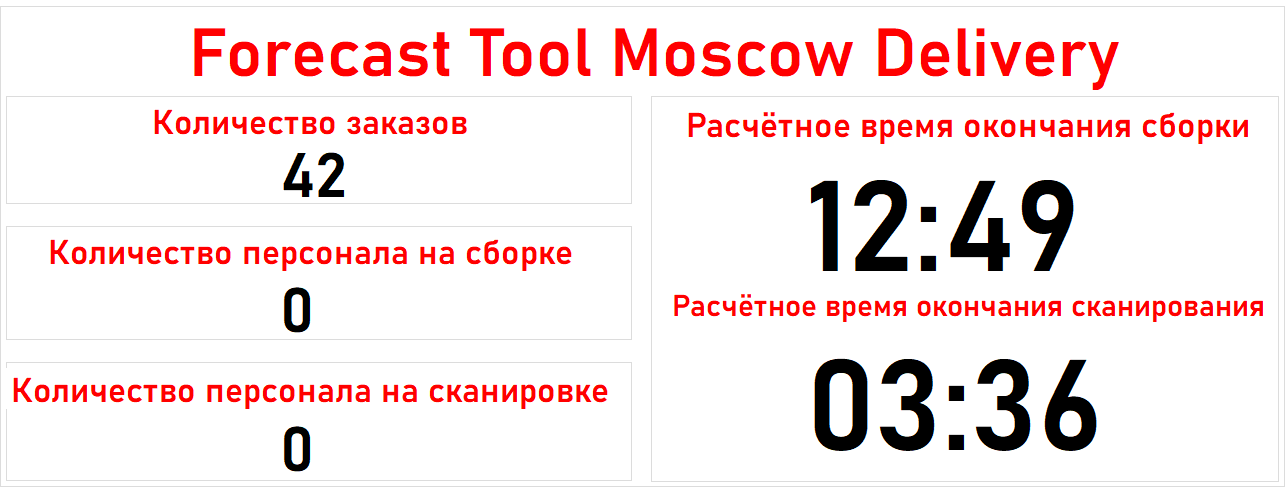 Forecast Tool Moscow Delivery
Количество заказов
42
Количество персонала на сборке
0
Количество персонала на сканировке
0
Расчётное время окончания сборки
12:49
Расчётное время окончания сканирования
03:36